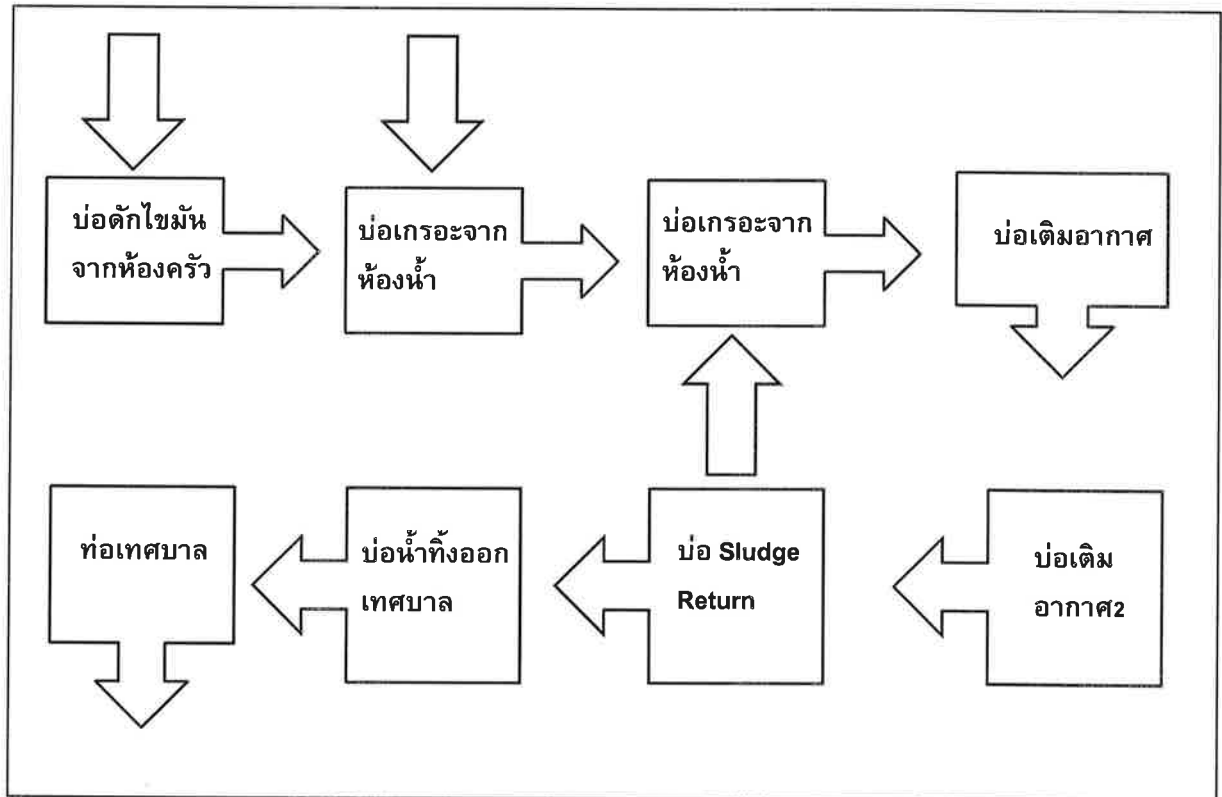 บ่อดักไขมัน
จากห้องครัว
บ่อเกรอะจาก
ห้องน้ำ
บ่อเกรอะจาก
ห้องน้ำ
บ่อเติมอากาศ
ท่อเทศบาล
บ่อน้ำทิ้งออก
เทศบาล
บ่อ Sludge
Return
บ่อเติม
อากาศ2